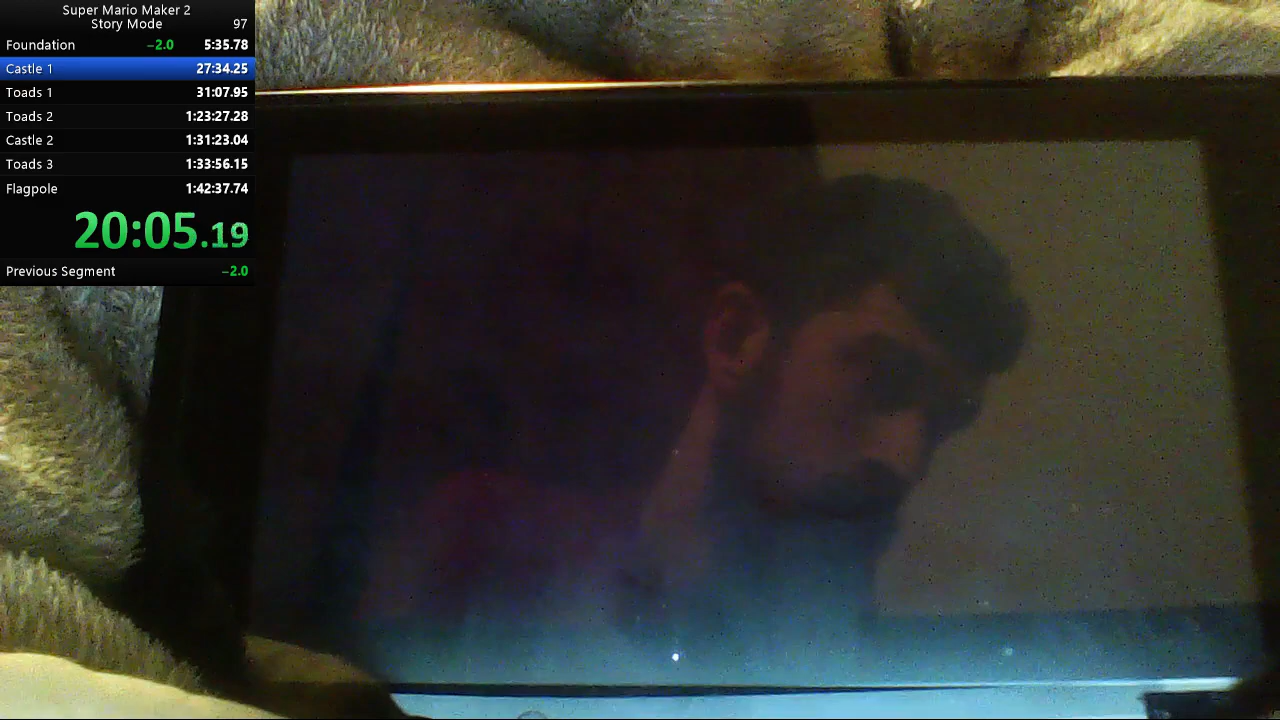 Super Mario Maker 2
Story Mode 97
Foundation −2.0 5:35.78
Castle 1 27:34.25
Toads 1 31:07.95
Toads 2 1:23:27.28
Castle 2 1:31:23.04
Toads 3 1:33:56.15
Flagpole 1:42:37.74
20:05.19
Previous Segment −2.0